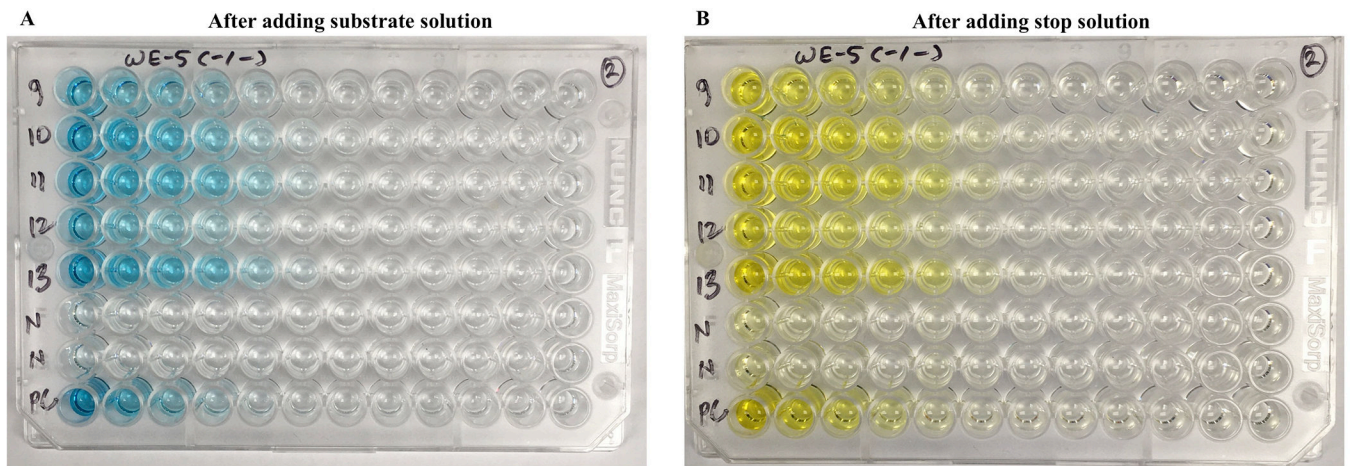 A
After adding substrate solution
WE-5 (-1-)
2
9
10
11
12
13
N
N
PC
NUNC
MaxiSorp
B
After adding stop solution
WE-5 (-1-)
2
9
10
11
12
13
N
N
PC
NUNC
MaxiSorp